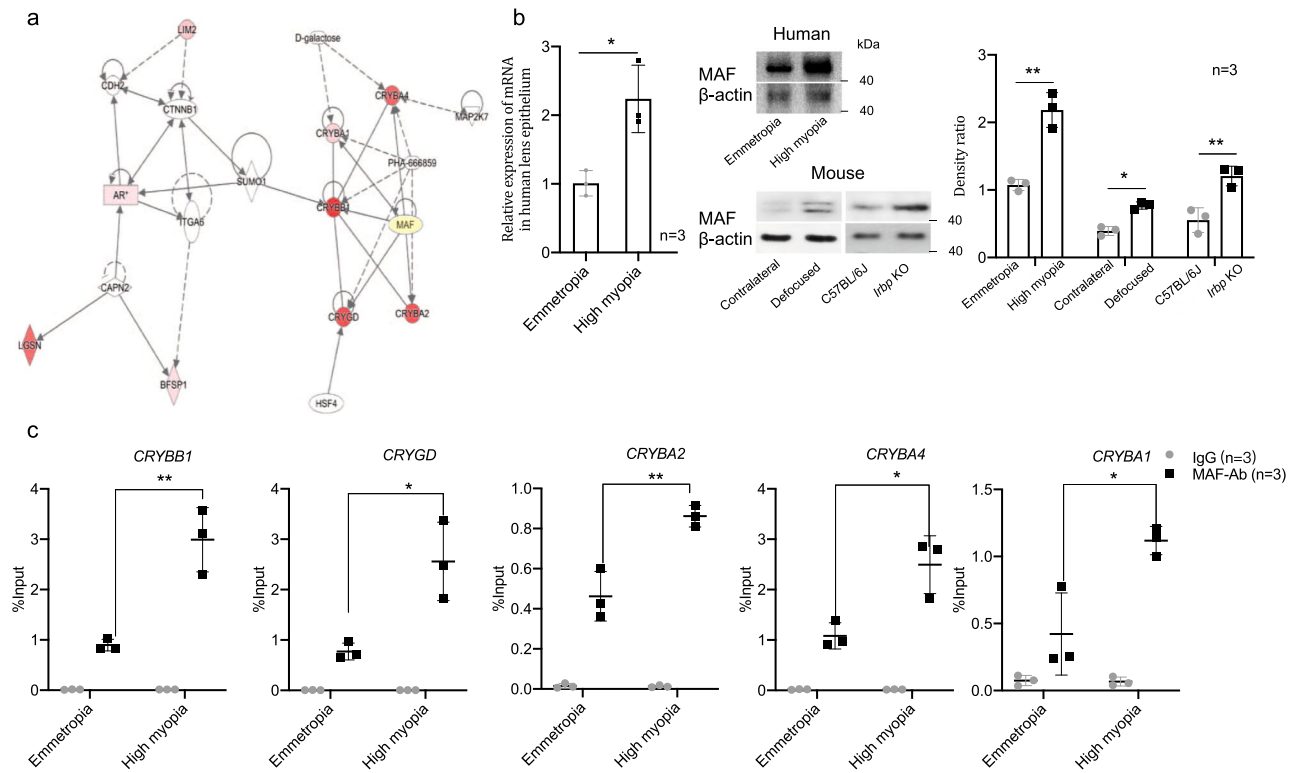 a
LIM2
D-galactose
CDH2
CTNNB1
CRYBA4
MAP2K7
CRYBA1
PHA-666859
SUMO1
AR*
CRYBB1
ITGA6
MAF
CAPN2
CRYGD
CRYBA2
LGSN
BFSP1
HSF4
b
Relative expression of mRNA
in human lens epithelium
3
2
1
0
*
n=3
Emmetropia
High myopia
Human
kDa
MAF
40
β-actin
40
Emmetropia
High myopia
Mouse
MAF
40
β-actin
40
Contralateral
Defocused
C57BL/6J
Irbp KO
Density ratio
3
2
1
0
**
*
**
n=3
Emmetropia
High myopia
Contralateral
Defocused
C57BL/6J
Irbp KO
c
CRYBB1
**
%Input
4
3
2
1
0
Emmetropia
High myopia
CRYGD
*
%Input
4
3
2
1
0
Emmetropia
High myopia
CRYBA2
**
%Input
1.0
0.8
0.6
0.4
0.2
0.0
Emmetropia
High myopia
CRYBA4
*
%Input
4
3
2
1
0
Emmetropia
High myopia
CRYBA1
*
%Input
1.5
1.0
0.5
0.0
Emmetropia
High myopia
IgG (n=3)
MAF-Ab (n=3)